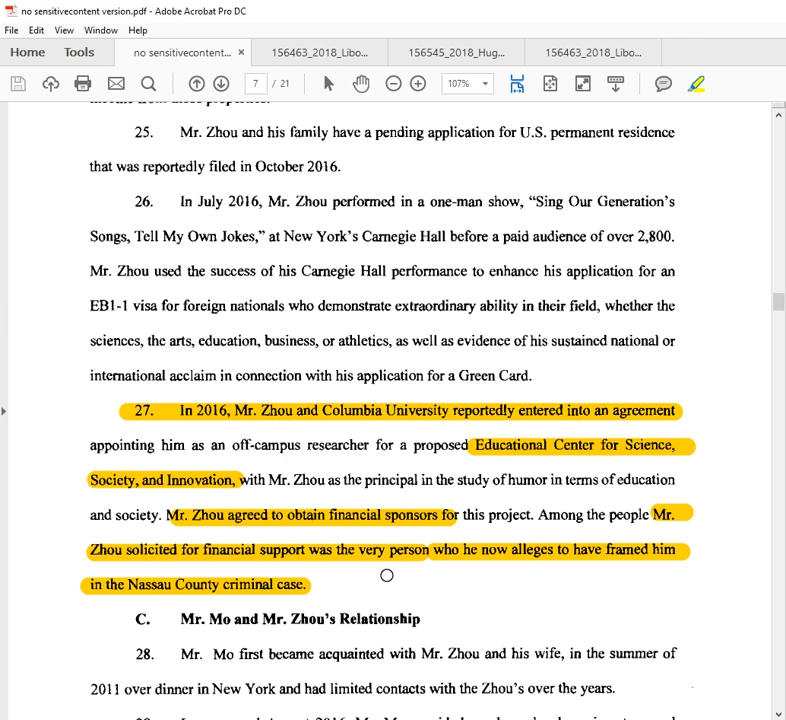 no sensitivecontent version.pdf - Adobe Acrobat Pro DC
File Edit View Window Help
Home Tools no sensitivecontent... × 156463_2018_Libo... 156545_2018_Hug... 156463_2018_Libo...
7 / 21 107%
25. Mr. Zhou and his family have a pending application for U.S. permanent residence
that was reportedly filed in October 2016.
26. In July 2016, Mr. Zhou performed in a one-man show, “Sing Our Generation’s
Songs, Tell My Own Jokes,” at New York’s Carnegie Hall before a paid audience of over 2,800.
Mr. Zhou used the success of his Carnegie Hall performance to enhance his application for an
EB1-1 visa for foreign nationals who demonstrate extraordinary ability in their field, whether the
sciences, the arts, education, business, or athletics, as well as evidence of his sustained national or
international acclaim in connection with his application for a Green Card.
27. In 2016, Mr. Zhou and Columbia University reportedly entered into an agreement
appointing him as an off-campus researcher for a proposed Educational Center for Science,
Society, and Innovation, with Mr. Zhou as the principal in the study of humor in terms of education
and society. Mr. Zhou agreed to obtain financial sponsors for this project. Among the people Mr.
Zhou solicited for financial support was the very person who he now alleges to have framed him
in the Nassau County criminal case.
C. Mr. Mo and Mr. Zhou’s Relationship
28. Mr. Mo first became acquainted with Mr. Zhou and his wife, in the summer of
2011 over dinner in New York and had limited contacts with the Zhou’s over the years.